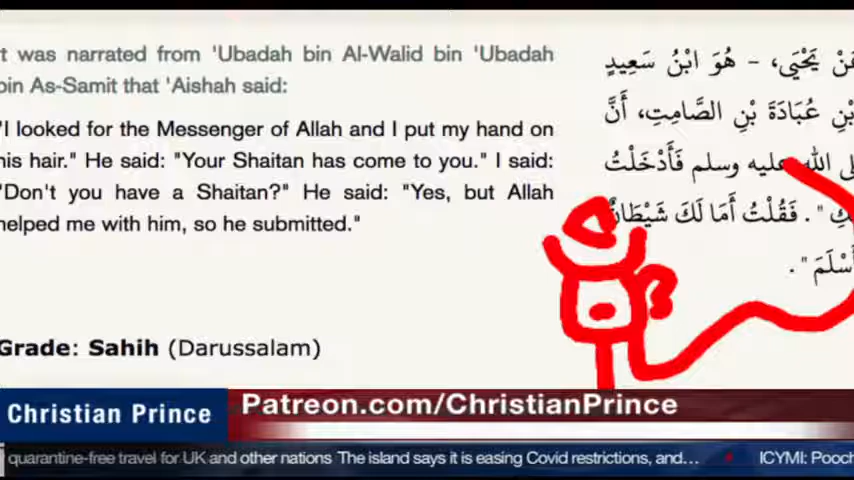 t was narrated from 'Ubadah bin Al-Walid bin 'Ubadah
bin As-Samit that 'Aishah said:
"I looked for the Messenger of Allah and I put my hand on
his hair." He said: "Your Shaitan has come to you." I said:
"Don't you have a Shaitan?" He said: "Yes, but Allah
helped me with him, so he submitted."
Grade: Sahih (Darussalam)
عَنْ يَحْيَى، - هُوَ ابْنُ سَعِيدٍ
بْنِ عُبَادَةَ بْنِ الصَّامِتِ، أَنَّ
الله عليه وسلم فَأَدْخَلْتُ
" . فَقُلْتُ أَمَا لَكَ شَيْطَانٌ
أَسْلَمَ " .
Christian Prince
Patreon.com/ChristianPrince
quarantine-free travel for UK and other nations The island says it is easing Covid restrictions, and... ICYMI: Pooch